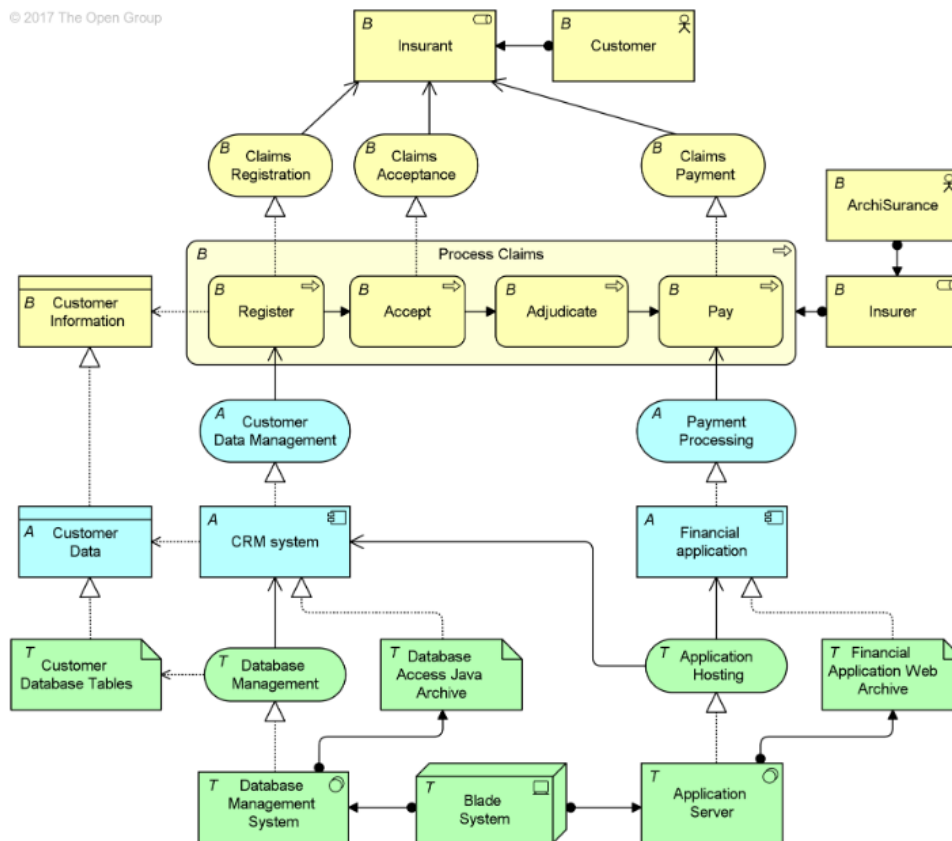 © 2017 The Open Group
B
Insurant
B
Customer
B
Claims
Registration
B
Claims
Acceptance
B
Claims
Payment
B
ArchiSurance
B
Process Claims
B
Customer
Information
B
Register
B
Accept
B
Adjudicate
B
Pay
B
Insurer
A
Customer
Data Management
A
Payment
Processing
A
Customer
Data
A
CRM system
A
Financial
application
T
Customer
Database Tables
T
Database
Management
T
Database
Access Java
Archive
T
Application
Hosting
T
Financial
Application Web
Archive
T
Database
Management
System
T
Blade
System
T
Application
Server